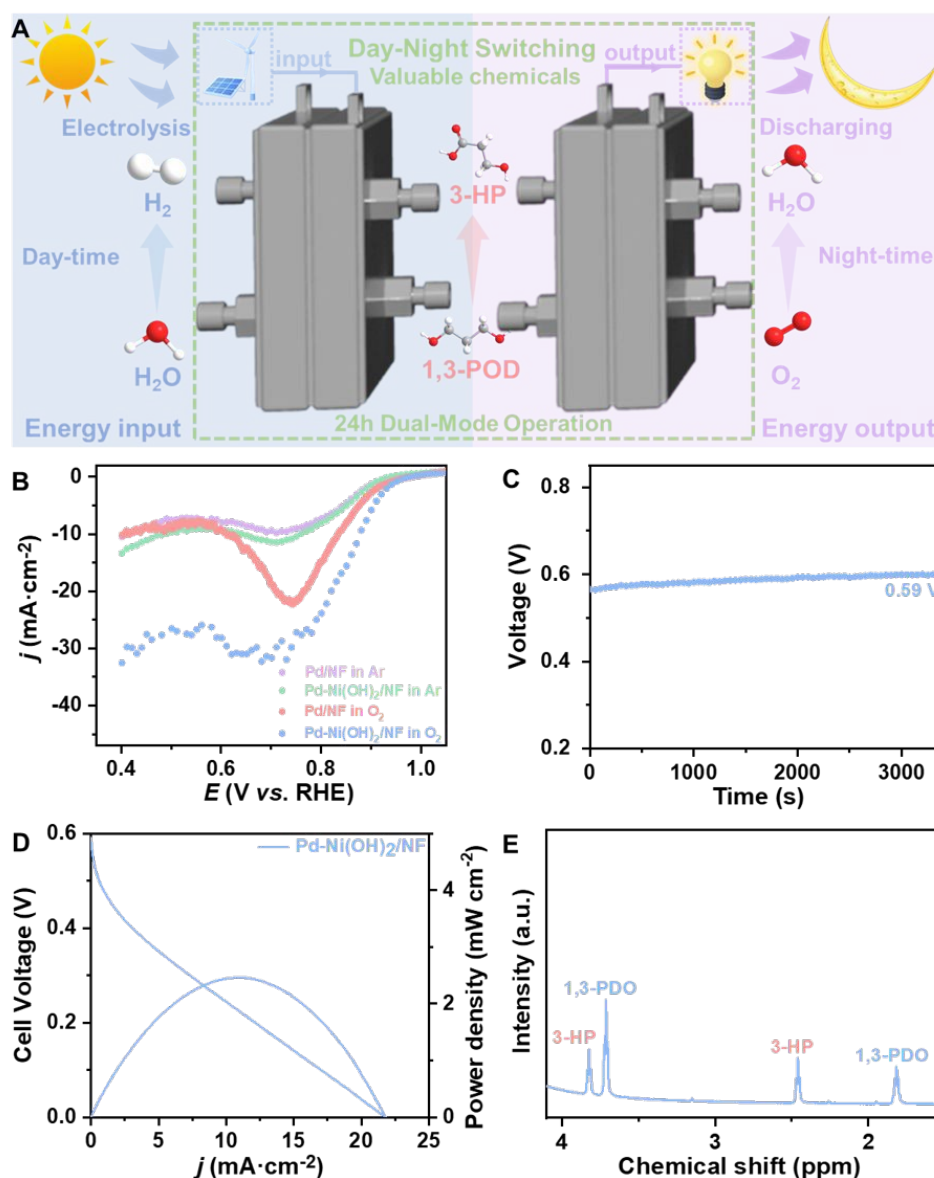 A
Day-Night Switching
Valuable chemicals
input
output
Electrolysis
Discharging
H₂
3-HP
H₂O
Day-time
Night-time
H₂O
1,3-POD
O₂
Energy input
24h Dual-Mode Operation
Energy output
B
0
-10
-20
-30
-40
j (mA·cm⁻²)
Pd/NF in Ar
Pd-Ni(OH)₂/NF in Ar
Pd/NF in O₂
Pd-Ni(OH)₂/NF in O₂
0.4 0.6 0.8 1.0
E (V vs. RHE)
C
0.8
0.6
0.4
0.2
Voltage (V)
0.59 V
0 1000 2000 3000
Time (s)
D
0.6
0.4
0.2
0.0
Cell Voltage (V)
Pd-Ni(OH)₂/NF
4
2
0
Power density (mW cm⁻²)
0 5 10 15 20 25
j (mA·cm⁻²)
E
Intensity (a.u.)
1,3-PDO
3-HP
3-HP
1,3-PDO
4 3 2
Chemical shift (ppm)